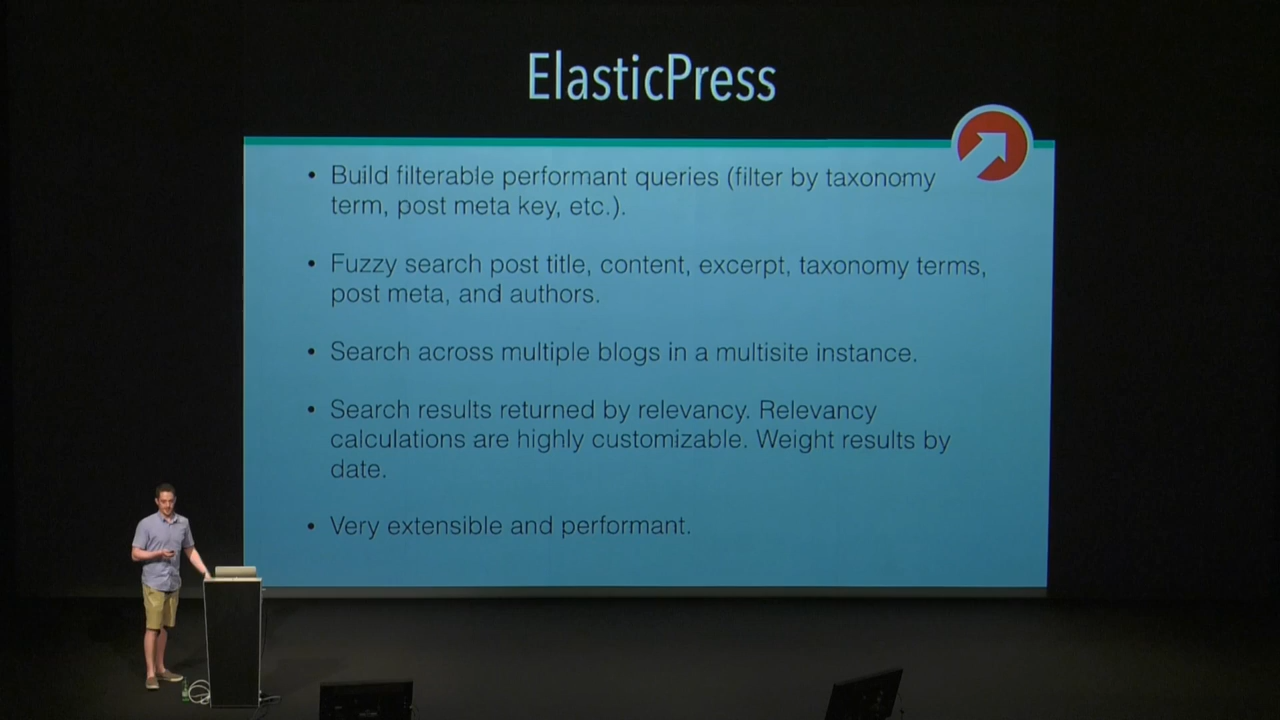 ElasticPress
• Build filterable performant queries (filter by taxonomy
term, post meta key, etc.).
• Fuzzy search post title, content, excerpt, taxonomy terms,
post meta, and authors.
• Search across multiple blogs in a multisite instance.
• Search results returned by relevancy. Relevancy
calculations are highly customizable. Weight results by
date.
• Very extensible and performant.